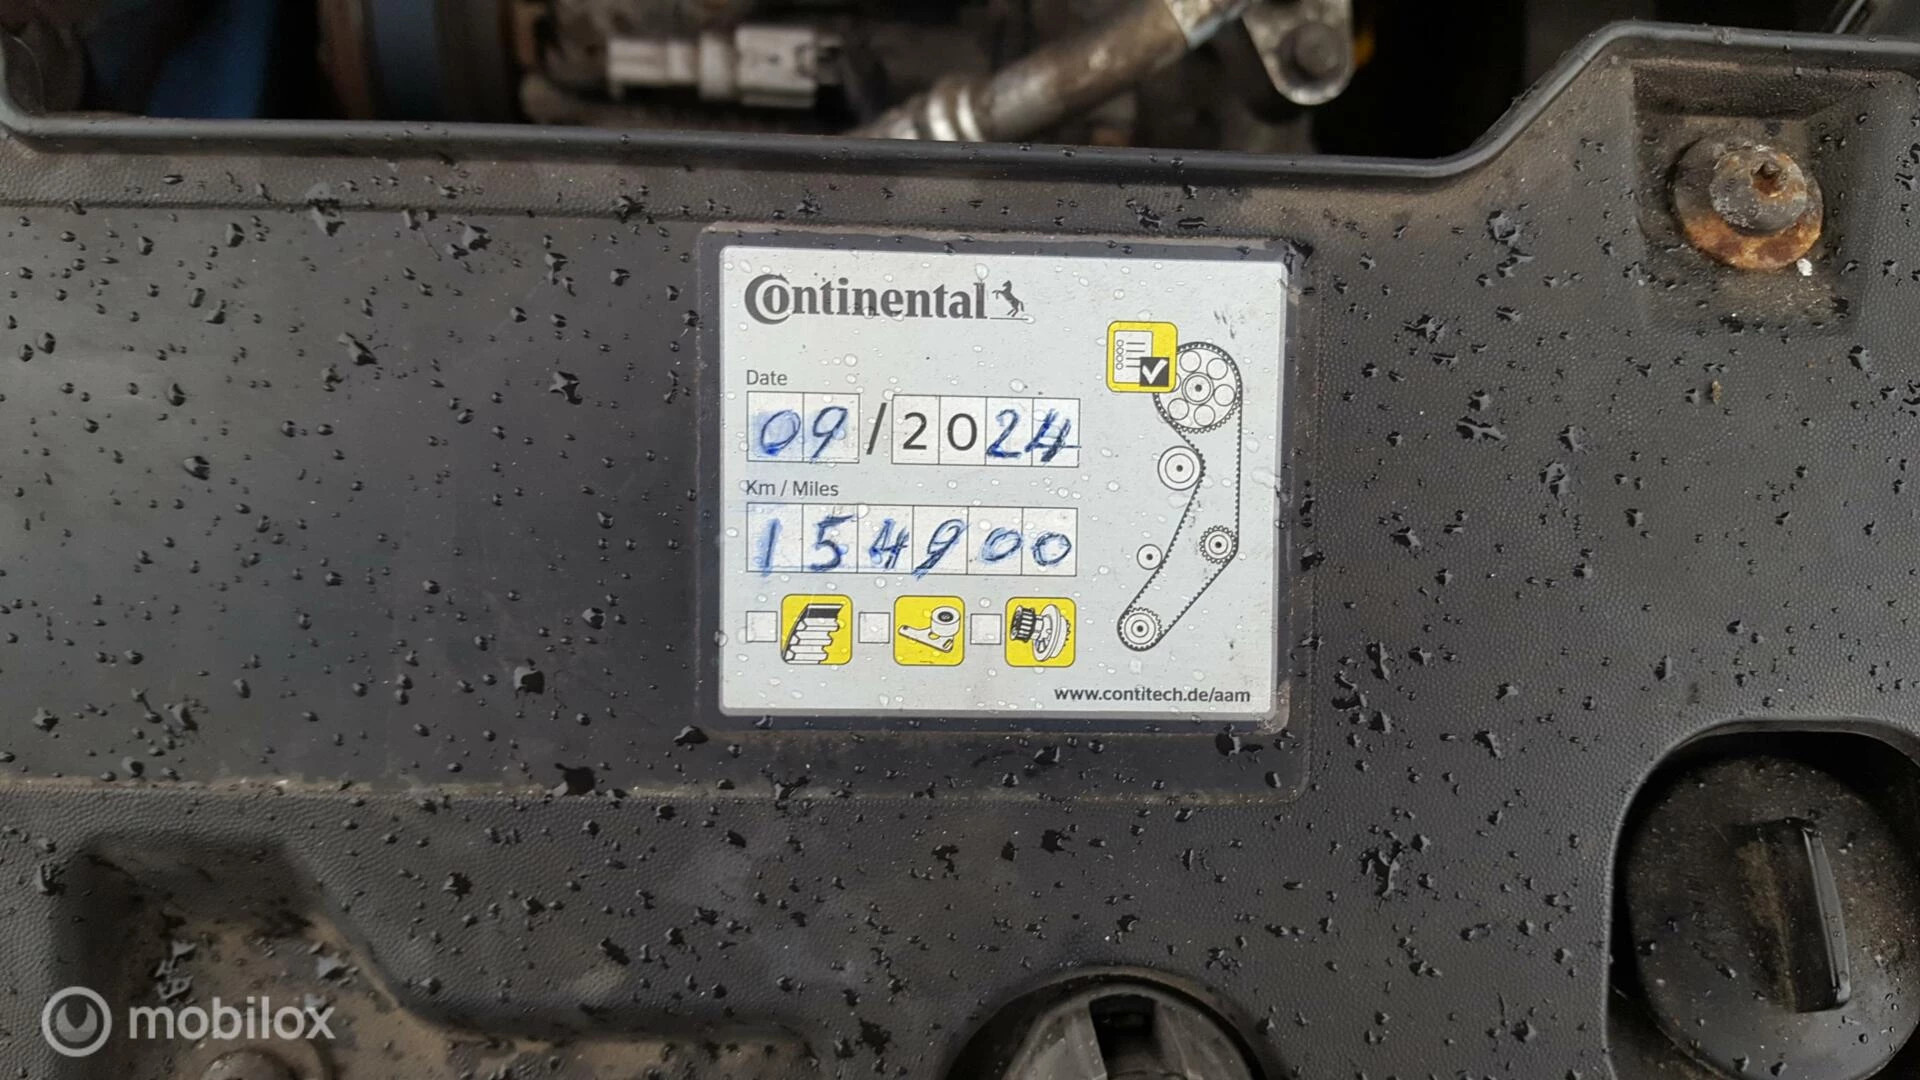 Continental
Date
09/2024
Km / Miles
154900
www.contitech.de/aam
mobilox